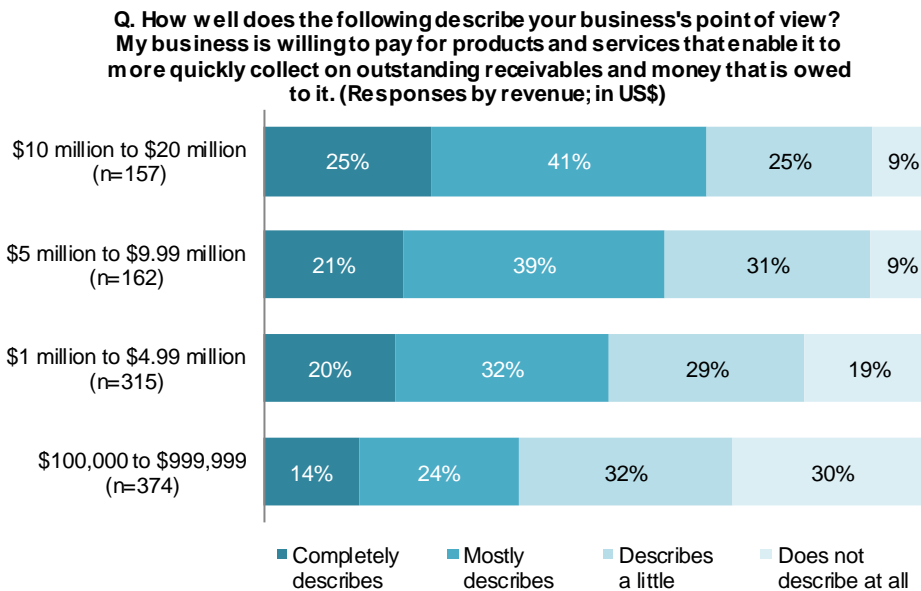 Q. How well does the following describe your business's point of view?
My business is willing to pay for products and services that enable it to
more quickly collect on outstanding receivables and money that is owed
to it. (Responses by revenue; in US$)
$10 million to $20 million
(n=157)
25% 41% 25% 9%
$5 million to $9.99 million
(n=162)
21% 39% 31% 9%
$1 million to $4.99 million
(n=315)
20% 32% 29% 19%
$100,000 to $999,999
(n=374)
14% 24% 32% 30%
Completely
describes
Mostly
describes
Describes
a little
Does not
describe at all